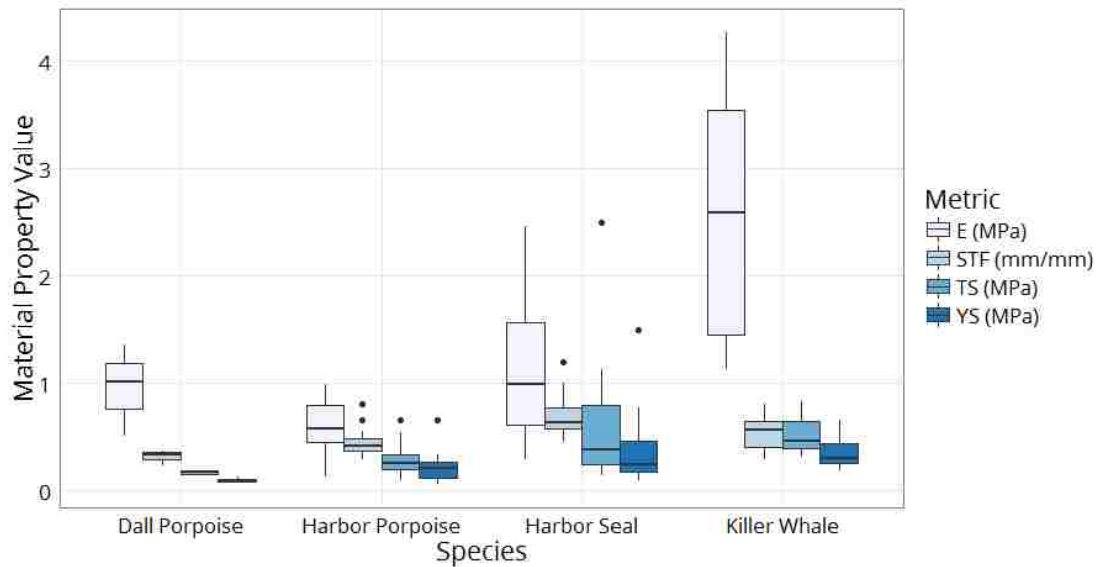 Material Property Value
4
3
2
1
0
Dall Porpoise
Harbor Porpoise
Harbor Seal
Killer Whale
Species
Metric
E (MPa)
STF (mm/mm)
TS (MPa)
YS (MPa)